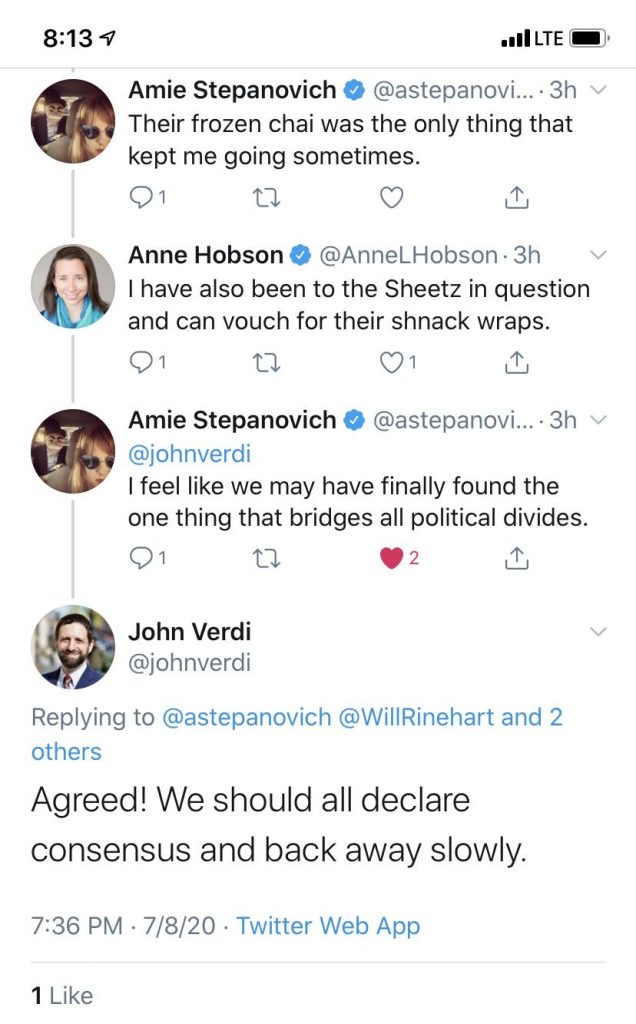 8:13
LTE
Amie Stepanovich @astepanovi... · 3h
Their frozen chai was the only thing that
kept me going sometimes.
1
Anne Hobson @AnneLHobson · 3h
I have also been to the Sheetz in question
and can vouch for their shnack wraps.
1 1
Amie Stepanovich @astepanovi... · 3h
@johnverdi
I feel like we may have finally found the
one thing that bridges all political divides.
1 2
John Verdi
@johnverdi
Replying to @astepanovich @WillRinehart and 2
others
Agreed! We should all declare
consensus and back away slowly.
7:36 PM · 7/8/20 · Twitter Web App
1 Like